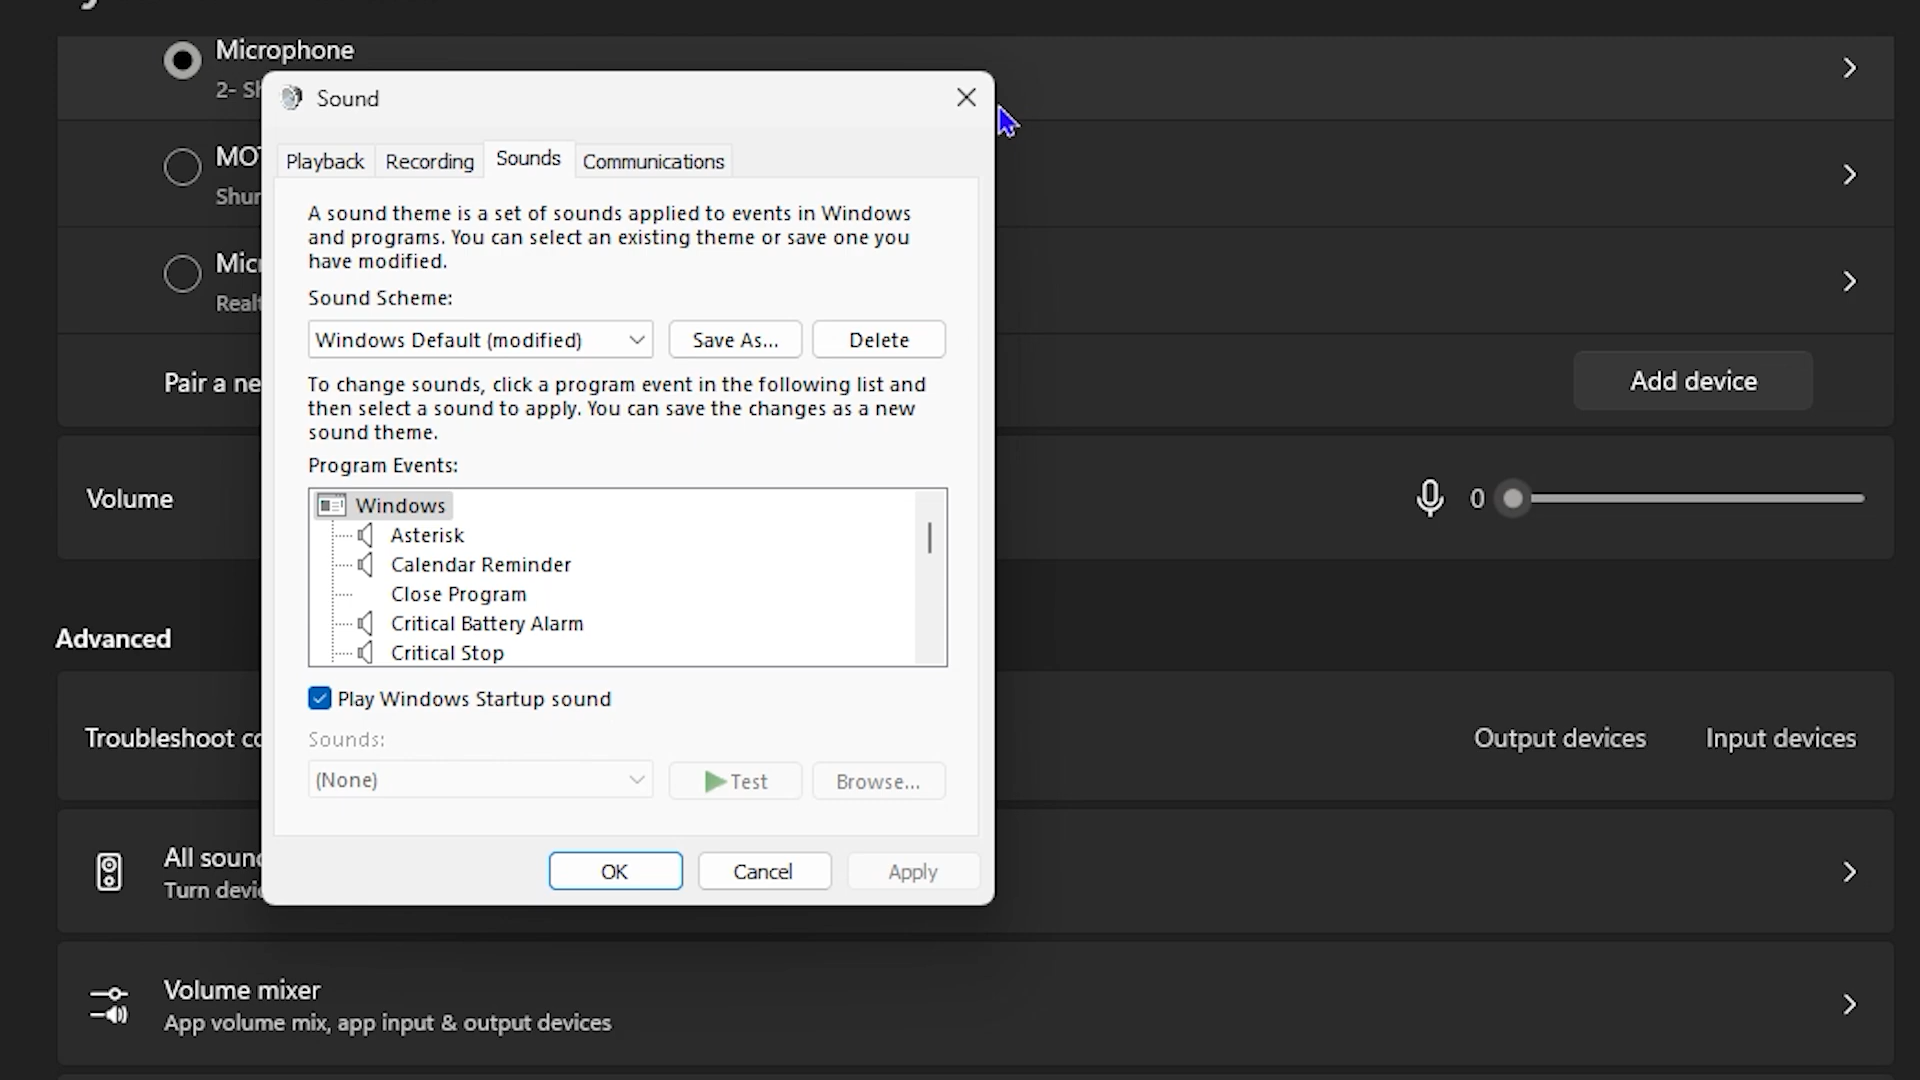 Microphone
2- Sh
Sound
Playback
Recording
Sounds
Communications
MOT
Shur
A sound theme is a set of sounds applied to events in Windows
and programs. You can select an existing theme or save one you
have modified.
Mic
Realt
Sound Scheme:
Windows Default (modified)
Save As...
Delete
Pair a ne
Add device
To change sounds, click a program event in the following list and
then select a sound to apply. You can save the changes as a new
sound theme.
Program Events:
Windows
Asterisk
Calendar Reminder
Close Program
Critical Battery Alarm
Critical Stop
Volume
0
Advanced
Play Windows Startup sound
Troubleshoot co
Output devices
Input devices
Sounds:
(None)
Test
Browse...
All soun
Turn devi
OK
Cancel
Apply
Volume mixer
App volume mix, app input & output devices